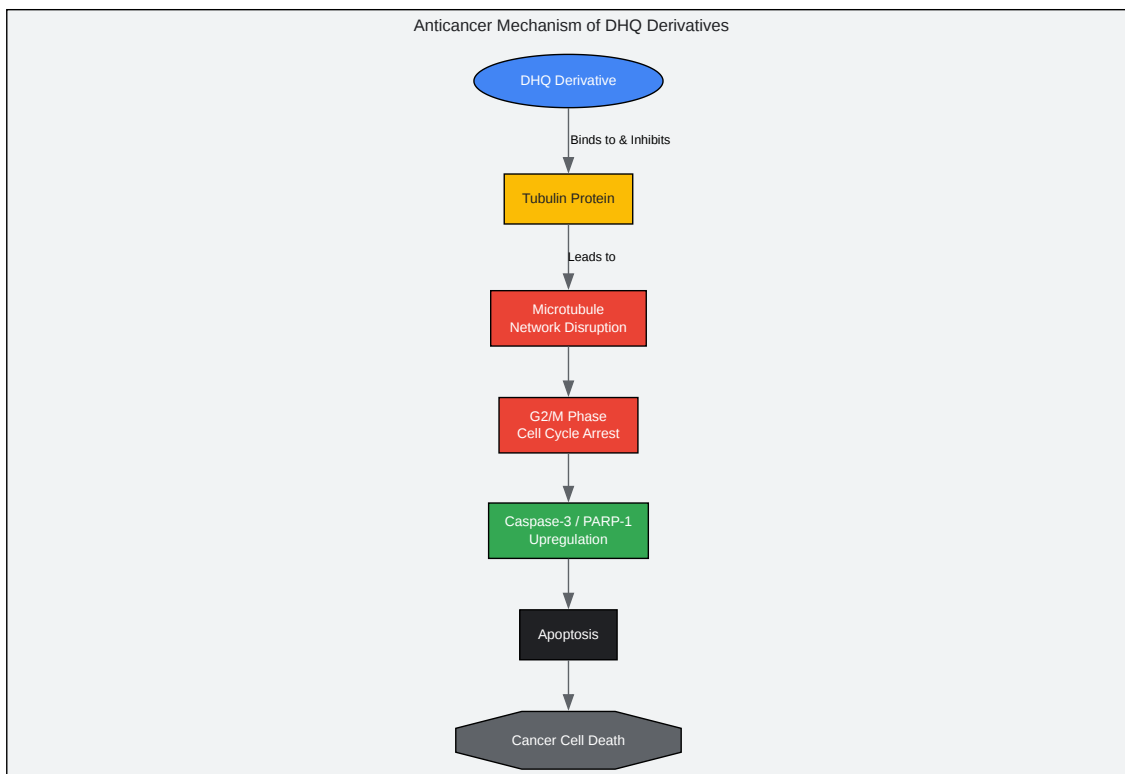 Anticancer Mechanism of DHQ Derivatives
DHQ Derivative
Binds to & Inhibits
Tubulin Protein
Leads to
Microtubule
Network Disruption
G2/M Phase
Cell Cycle Arrest
Caspase-3 / PARP-1
Upregulation
Apoptosis
Cancer Cell Death